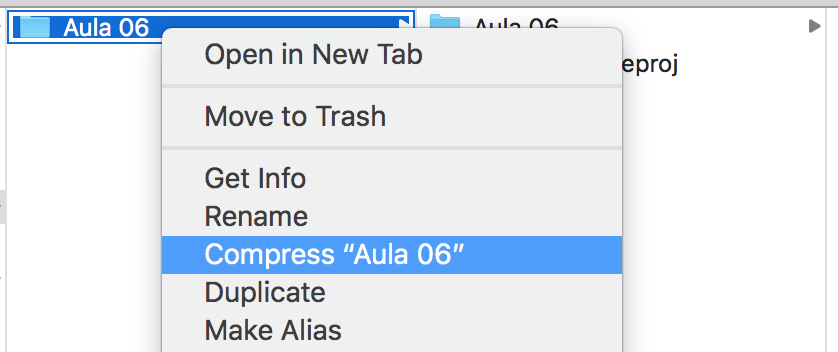 Aula 06
Aula 06
Open in New Tab
eproj
Move to Trash
Get Info
Rename
Compress “Aula 06”
Duplicate
Make Alias